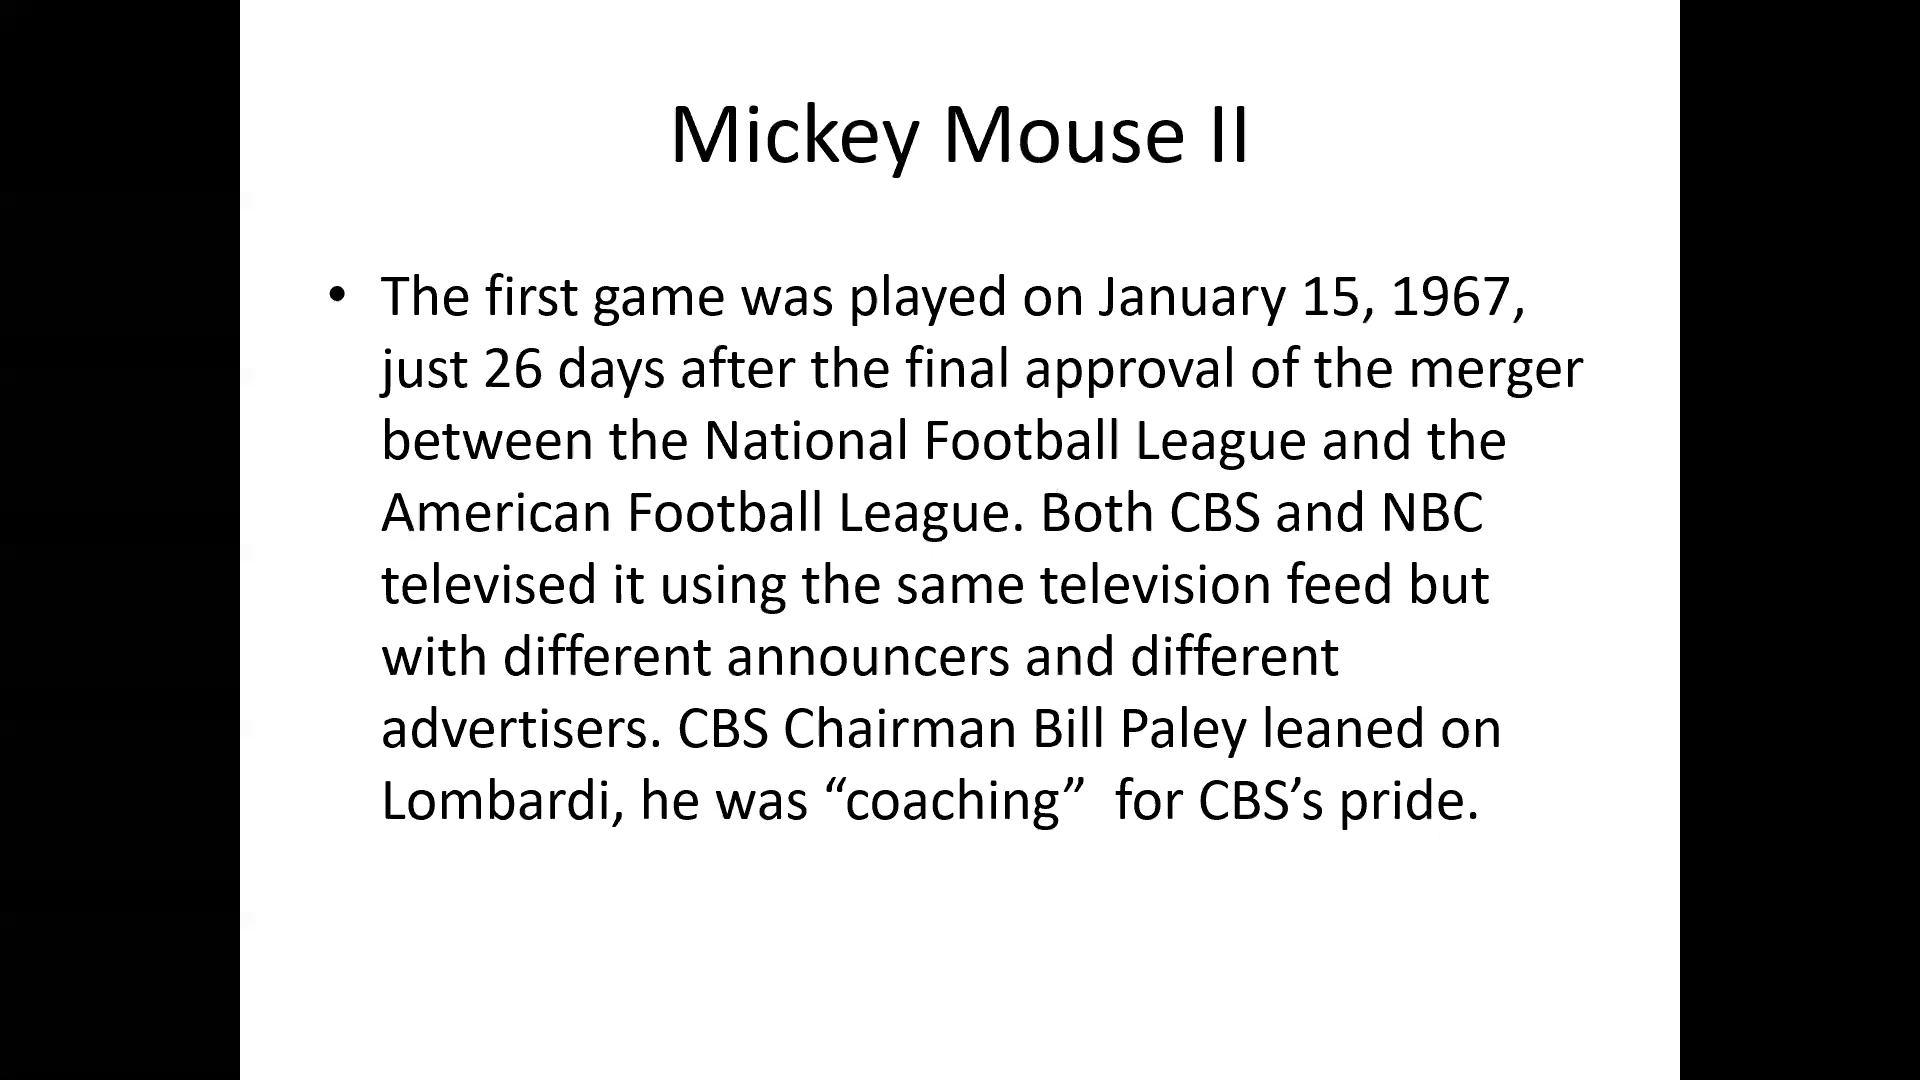 Mickey Mouse II
• The first game was played on January 15, 1967,
just 26 days after the final approval of the merger
between the National Football League and the
American Football League. Both CBS and NBC
televised it using the same television feed but
with different announcers and different
advertisers. CBS Chairman Bill Paley leaned on
Lombardi, he was “coaching”  for CBS’s pride.